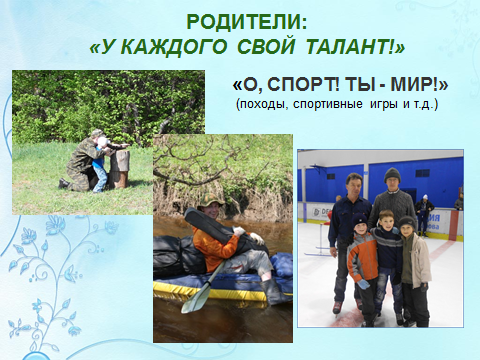 РОДИТЕЛИ:
«У КАЖДОГО СВОЙ ТАЛАНТ!»
«О, СПОРТ! ТЫ - МИР!»
(походы, спортивные игры и т.д.)